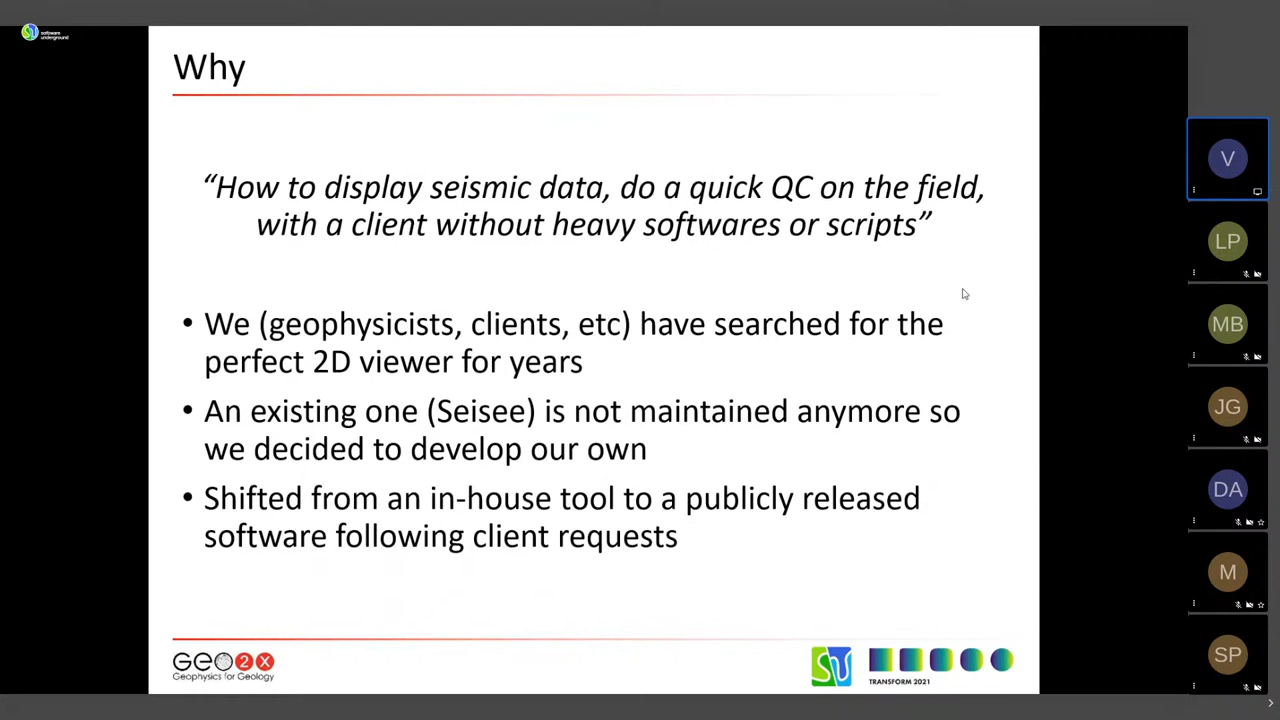 software
underground
Why
“How to display seismic data, do a quick QC on the field,
with a client without heavy softwares or scripts”
• We (geophysicists, clients, etc) have searched for the
perfect 2D viewer for years
• An existing one (Seisee) is not maintained anymore so
we decided to develop our own
• Shifted from an in-house tool to a publicly released
software following client requests
GEO2X
Geophysics for Geology
TRANSFORM 2021
V
LP
MB
JG
DA
M
SP